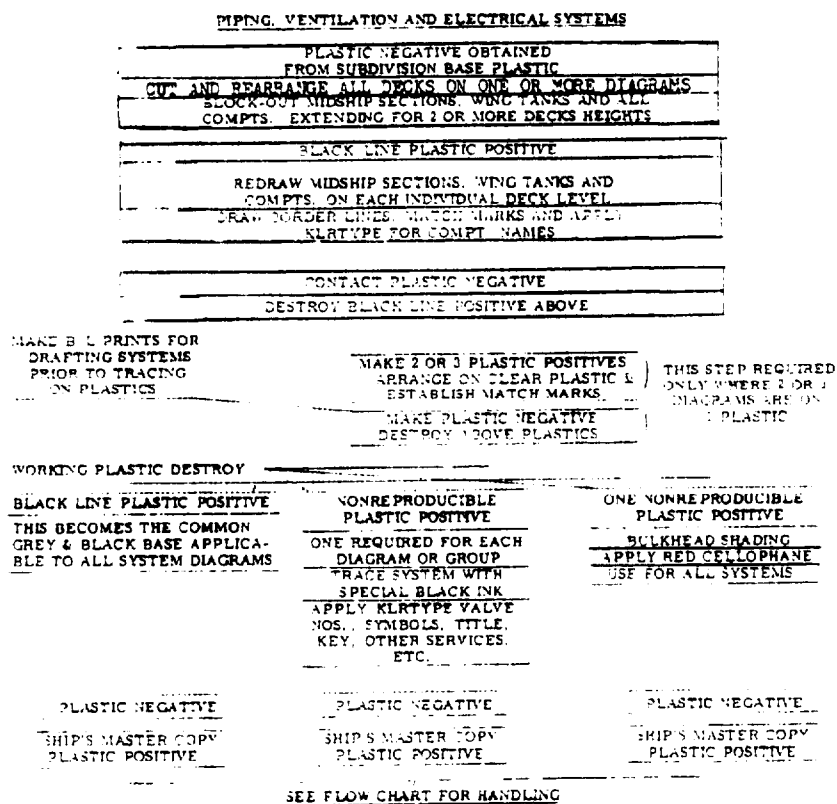 PIPING, VENTILATION AND ELECTRICAL SYSTEMS
PLASTIC NEGATIVE OBTAINED
FROM SUBDIVISION BASE PLASTIC
CUT AND REARRANGE ALL DECKS ON ONE OR MORE DIAGRAMS
BLOCK-OUT MIDSHIP SECTIONS, WING TANKS AND ALL
COMPTS. EXTENDING FOR 2 OR MORE DECKS HEIGHTS
BLACK LINE PLASTIC POSITIVE
REDRAW MIDSHIP SECTIONS, WING TANKS AND
COMPTS. ON EACH INDIVIDUAL DECK LEVEL
DRAW BORDER LINES, MATCH MARKS AND APPLY
KLRTYPE FOR COMPT. NAMES
CONTACT PLASTIC NEGATIVE
DESTROY BLACK LINE POSITIVE ABOVE
MAKE B L PRINTS FOR
DRAFTING SYSTEMS
PRIOR TO TRACING
ON PLASTICS
MAKE 2 OR 3 PLASTIC POSITIVES
ARRANGE ON CLEAR PLASTIC &
ESTABLISH MATCH MARKS.
THIS STEP REQUIRED
ONLY WHERE 2 OR 3
DIAGRAMS ARE ON
1 PLASTIC
MAKE PLASTIC NEGATIVE
DESTROY ABOVE PLASTICS
WORKING PLASTIC DESTROY
BLACK LINE PLASTIC POSITIVE
THIS BECOMES THE COMMON
GREY & BLACK BASE APPLICA-
BLE TO ALL SYSTEM DIAGRAMS
NONREPRODUCIBLE
PLASTIC POSITIVE
ONE REQUIRED FOR EACH
DIAGRAM OR GROUP
TRACE SYSTEM WITH
SPECIAL BLACK INK
APPLY KLRTYPE VALVE
NOS., SYMBOLS, TITLE,
KEY, OTHER SERVICES,
ETC.
ONE NONREPRODUCIBLE
PLASTIC POSITIVE
BULKHEAD SHADING
APPLY RED CELLOPHANE
USE FOR ALL SYSTEMS
PLASTIC NEGATIVE
PLASTIC NEGATIVE
PLASTIC NEGATIVE
SHIP'S MASTER COPY
PLASTIC POSITIVE
SHIP'S MASTER COPY
PLASTIC POSITIVE
SHIP'S MASTER COPY
PLASTIC POSITIVE
SEE FLOW CHART FOR HANDLING